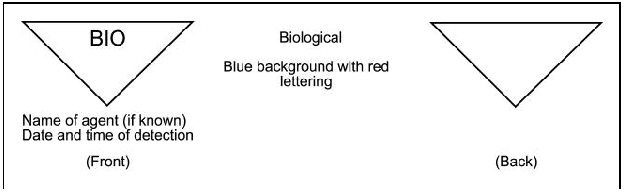 BIO
Name of agent (if known)
Date and time of detection
(Front)
Biological
Blue background with red
lettering
(Back)